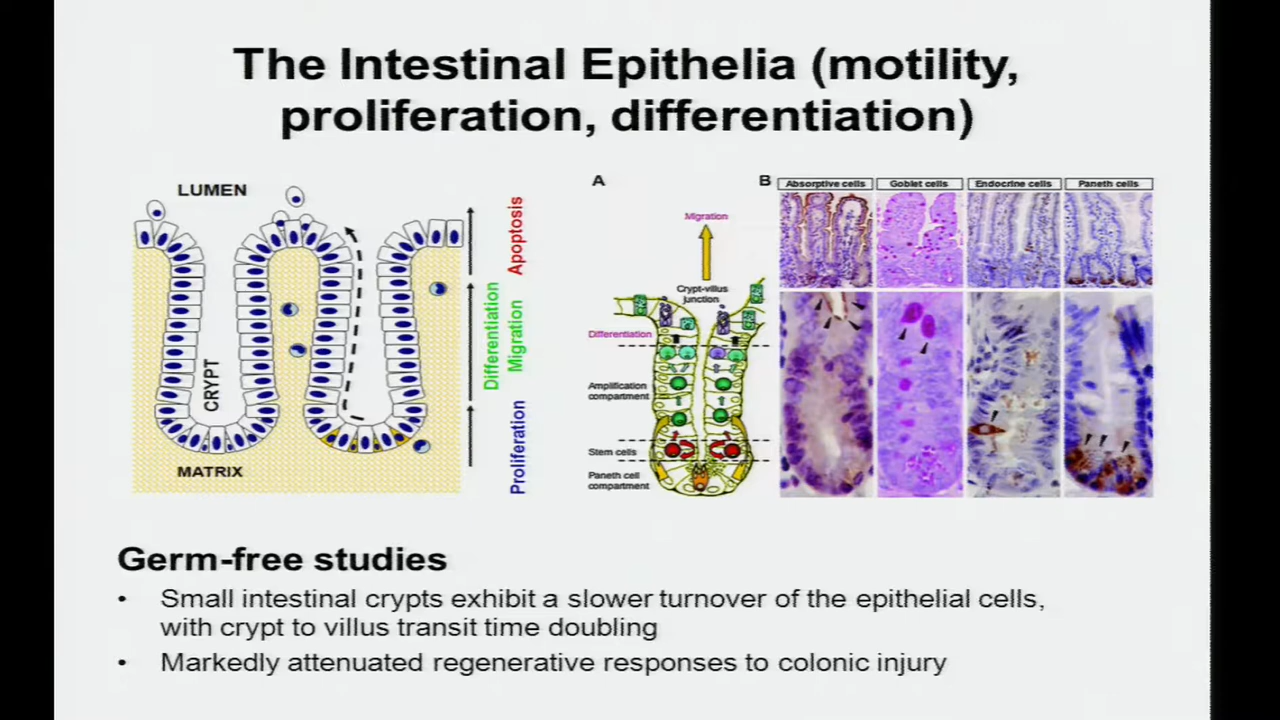 The Intestinal Epithelia (motility,
proliferation, differentiation)
LUMEN
CRYPT
MATRIX
Apoptosis
Differentiation
Migration
Proliferation
A
Migration
Crypt-villus
junction
Differentiation
Amplification
compartment
Stem cells
Paneth cell
compartment
B
Absorptive cells
Goblet cells
Endocrine cells
Paneth cells
Germ-free studies
• Small intestinal crypts exhibit a slower turnover of the epithelial cells,
with crypt to villus transit time doubling
• Markedly attenuated regenerative responses to colonic injury